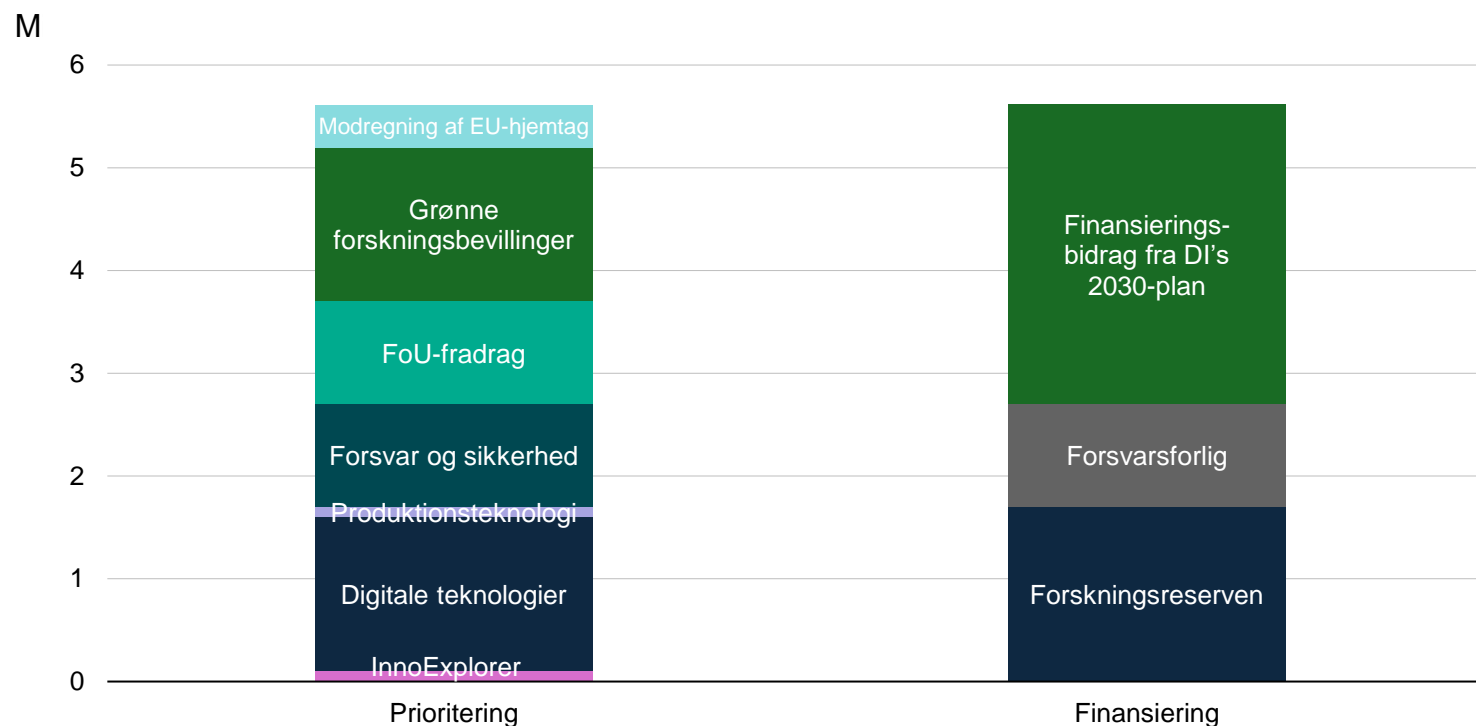 M
6
5
4
3
2
1
0
Modregning af EU-hjemtag
Grønne
forskningsbevillinger
FoU-fradrag
Forsvar og sikkerhed
Produktionsteknologi
Digitale teknologier
InnoExplorer
Finansierings-
bidrag fra DI’s
2030-plan
Forsvarsforlig
Forskningsreserven
Prioritering
Finansiering